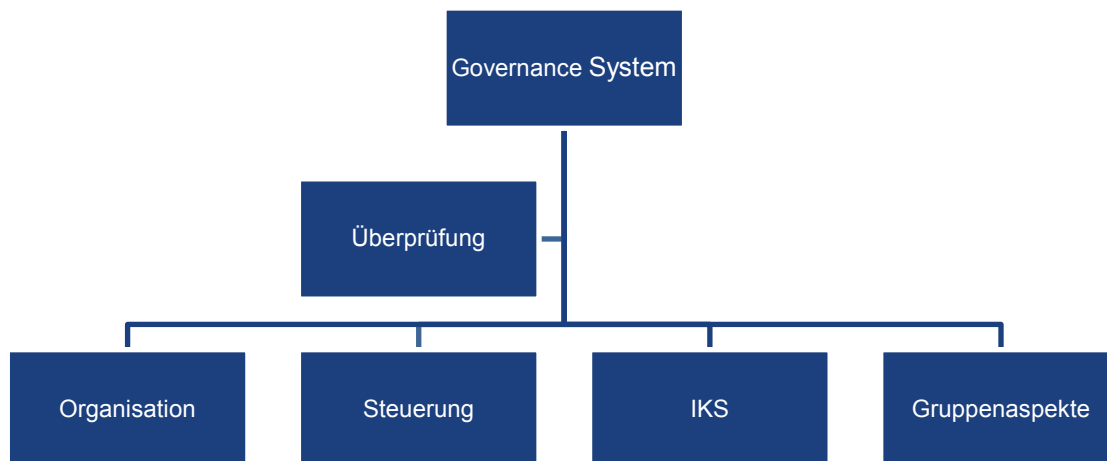 Governance System
Überprüfung
Organisation
Steuerung
IKS
Gruppenaspekte